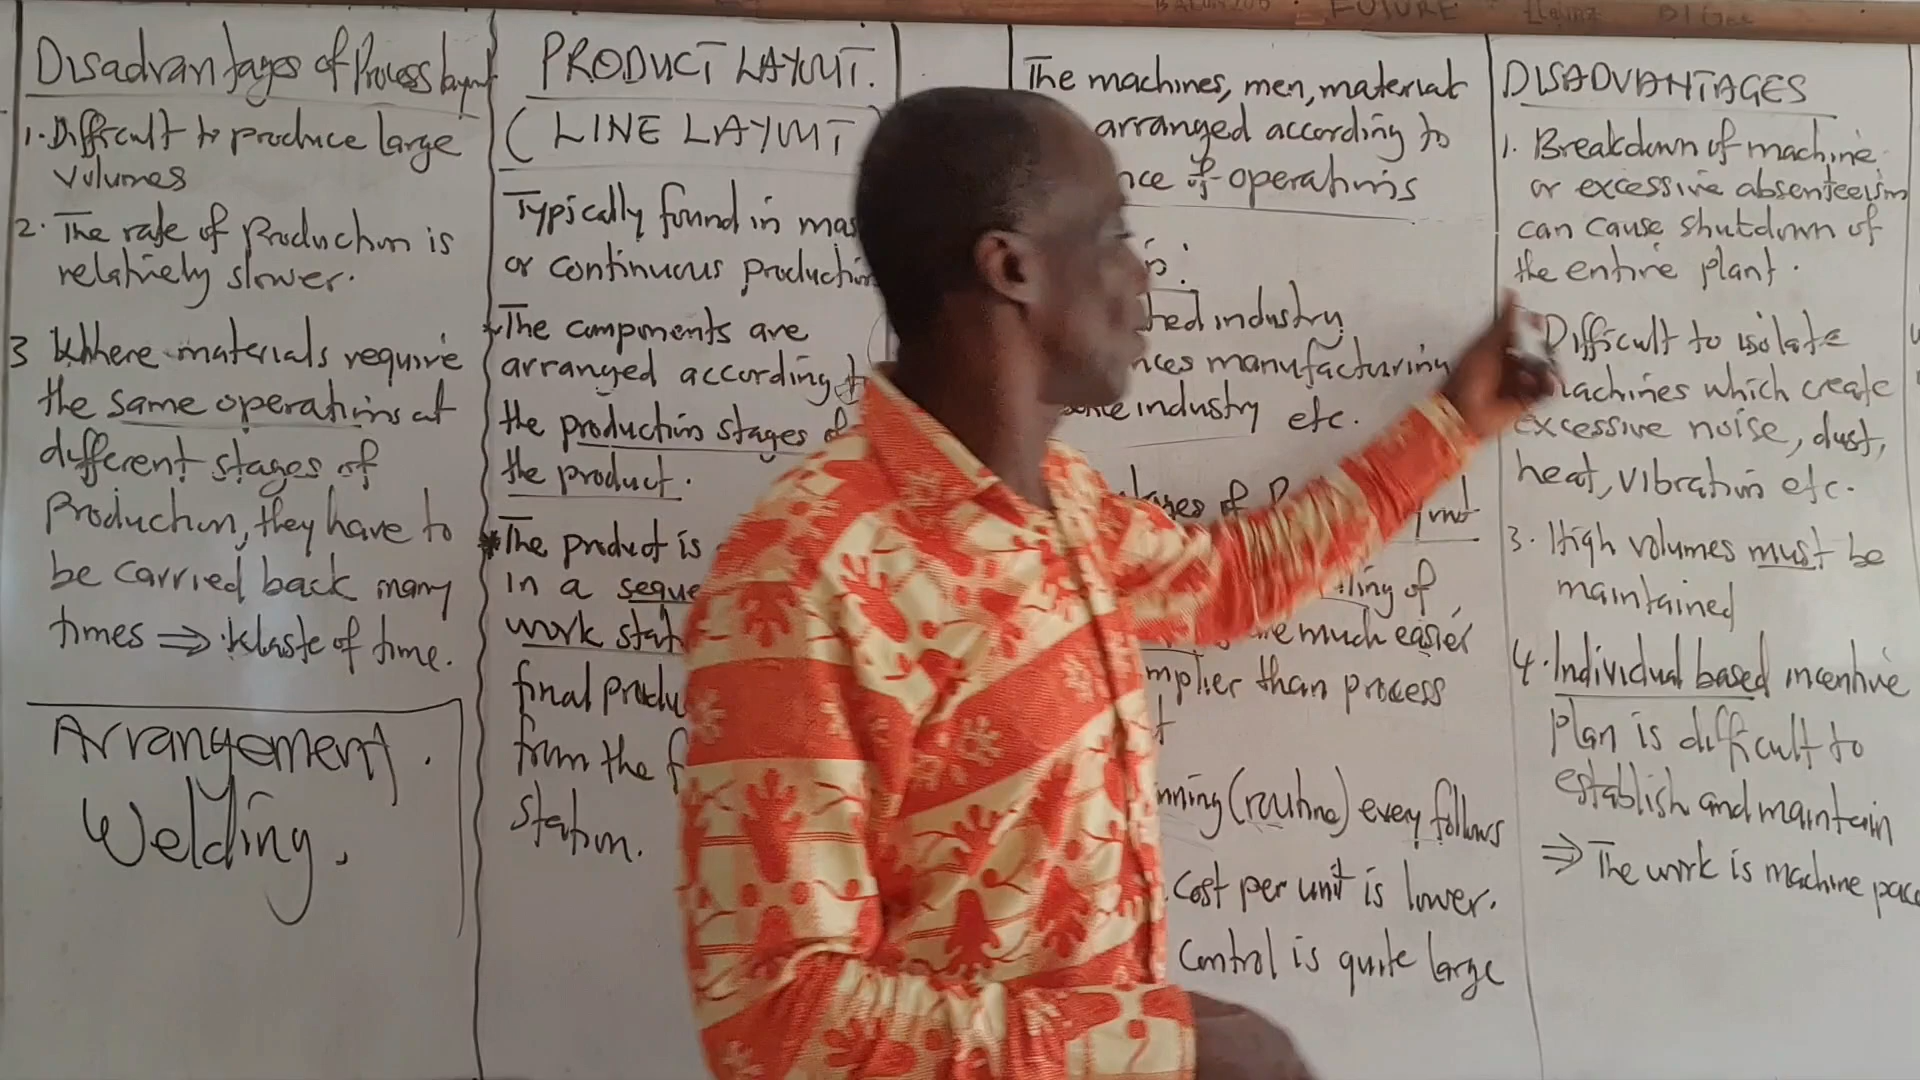 FUTURE
Disadvantages of Process layout
1. Difficult to produce large
volumes
2. The rate of production is
relatively slower.
3 Where materials require
the same operations at
different stages of
Production, they have to
be carried back many
times ⇒ Waste of time.
Arrangement.
Welding.
PRODUCT LAYOUT.
(LINE LAYOUT
Typically found in mas
or continuous production
The components are
arranged according to
the production stages of
the product.
* The product is
in a seque
work stat
final produ
from the f
station.
The machines, men, materials
arranged according to
nce of operations
ted industry
nces manufacturing
industry etc.
ges of
ling of
much easier
mplier than process
nning (routine) every follows
Cost per unit is lower.
Control is quite large
DISADVANTAGES
1. Breakdown of machine
or excessive absenteeism
can cause shutdown of
the entire plant.
Difficult to isolate
machines which create
excessive noise, dust,
heat, vibration etc.
3. High volumes must be
maintained
4. Individual based incentive
plan is difficult to
establish and maintain
⇒ The work is machine pace